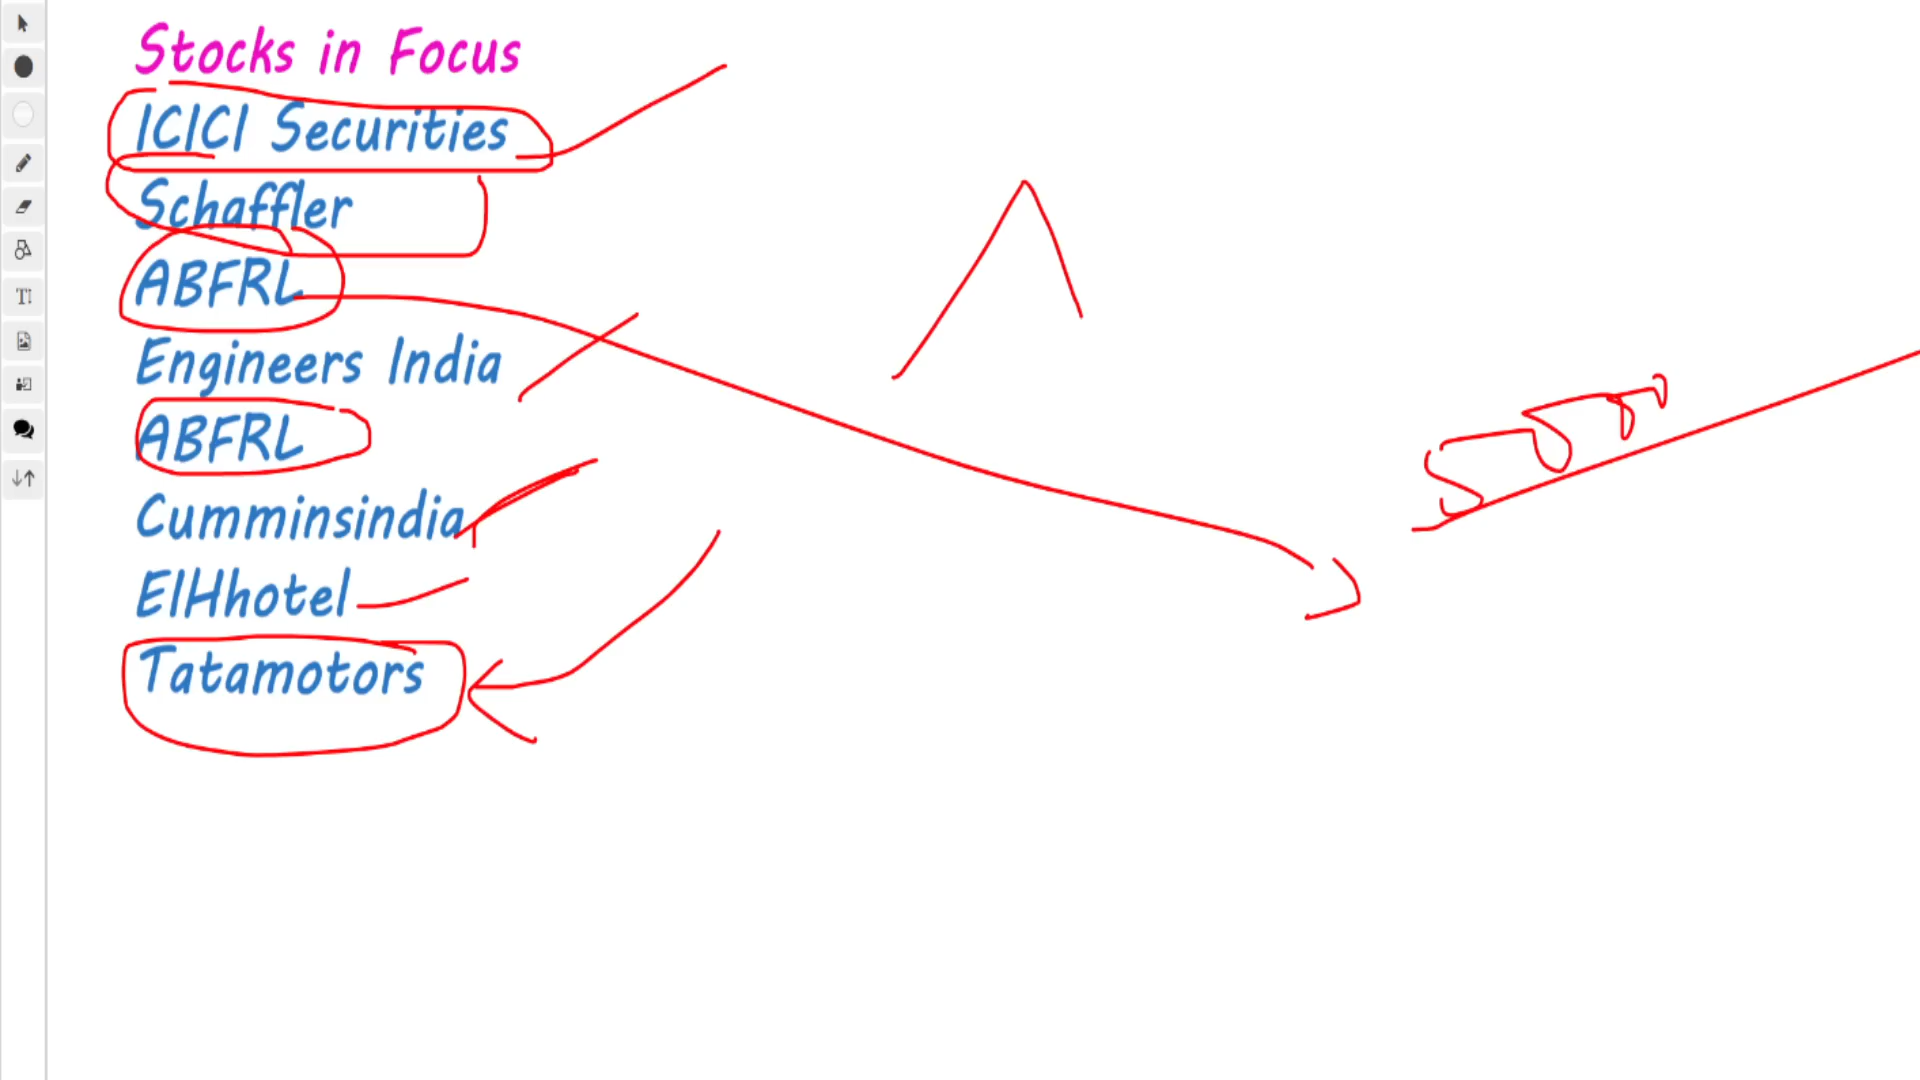 Stocks in Focus
ICICI Securities
Schaffler
ABFRL
Engineers India
ABFRL
Cumminsindia
EIHhotel
Tatamotors